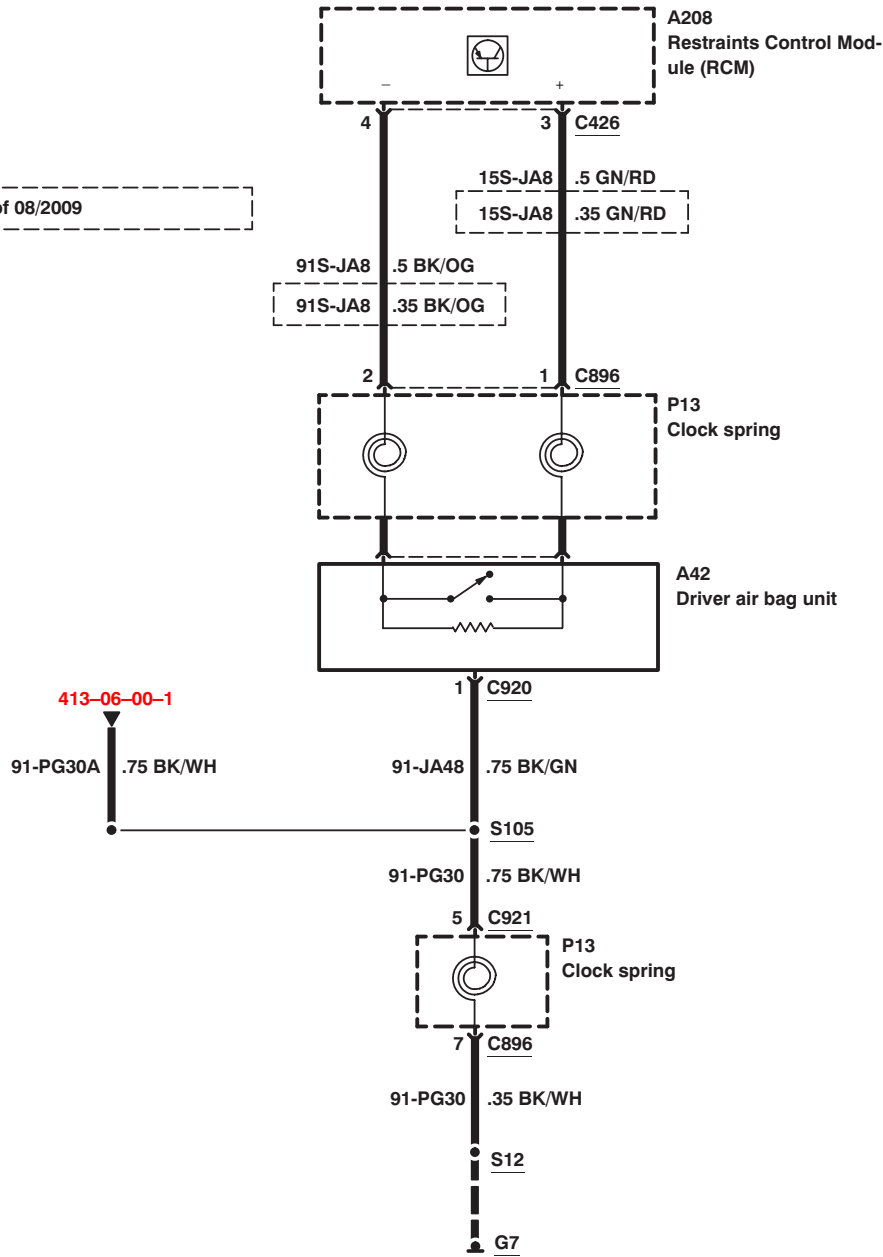 A208
Restraints Control Mod-
ule (RCM)
– +
4 3 C426
15S-JA8 .5 GN/RD
of 08/2009
15S-JA8 .35 GN/RD
91S-JA8 .5 BK/OG
91S-JA8 .35 BK/OG
2 1 C896
P13
Clock spring
A42
Driver air bag unit
1 C920
413–06–00–1
91-PG30A .75 BK/WH
91-JA48 .75 BK/GN
S105
91-PG30 .75 BK/WH
5 C921
P13
Clock spring
7 C896
91-PG30 .35 BK/WH
S12
G7